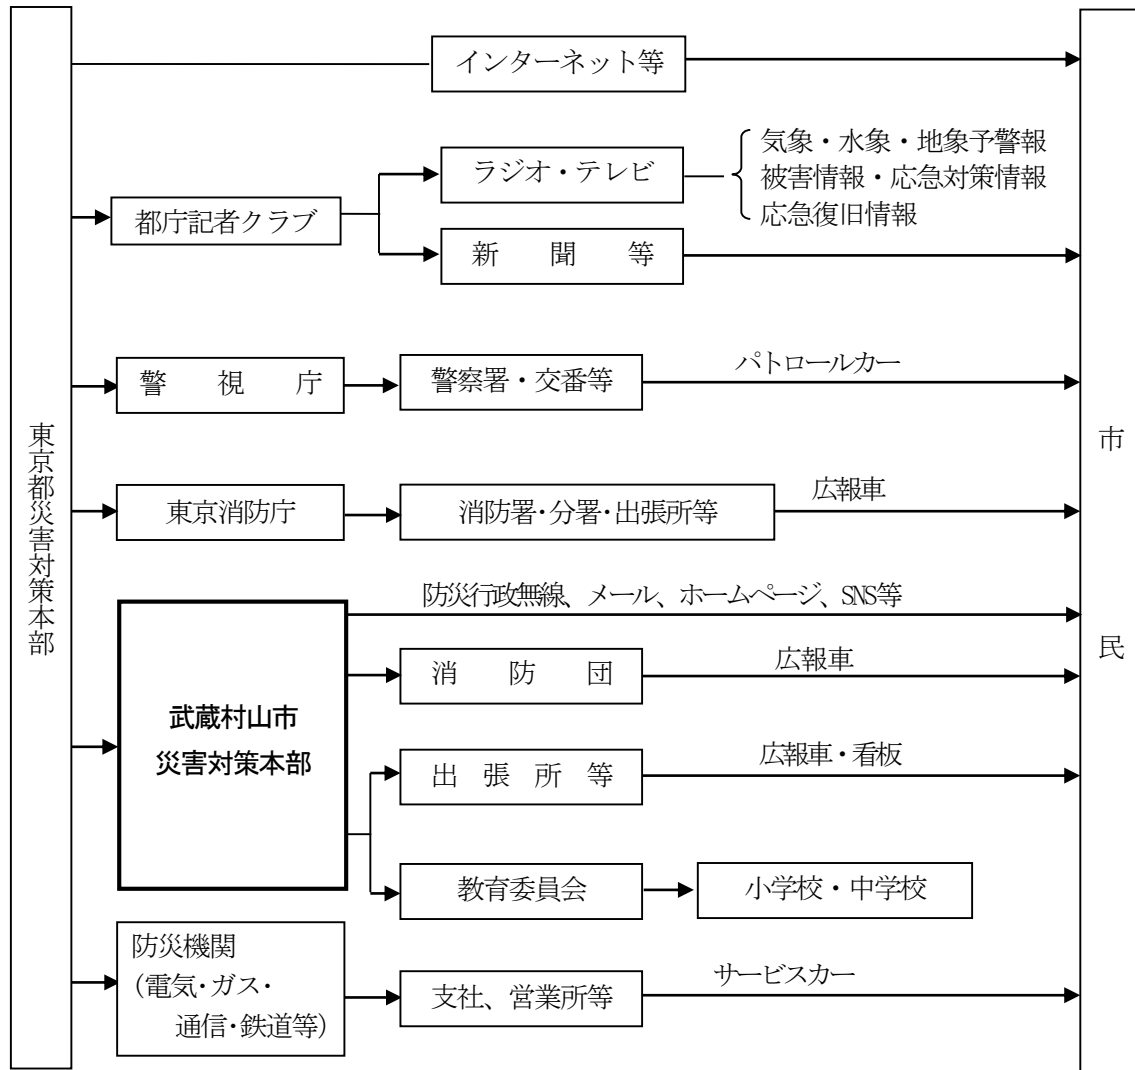 東京都災害対策本部
インターネット等
都庁記者クラブ
ラジオ・テレビ
気象・水象・地象予警報
被害情報・応急対策情報
応急復旧情報
新聞等
警視庁
警察署・交番等
パトロールカー
東京消防庁
消防署・分署・出張所等
広報車
武蔵村山市
災害対策本部
防災行政無線、メール、ホームページ、SNS等
消防団
広報車
出張所等
広報車・看板
教育委員会
小学校・中学校
防災機関
(電気・ガス・
通信・鉄道等)
支社、営業所等
サービスカー
市民